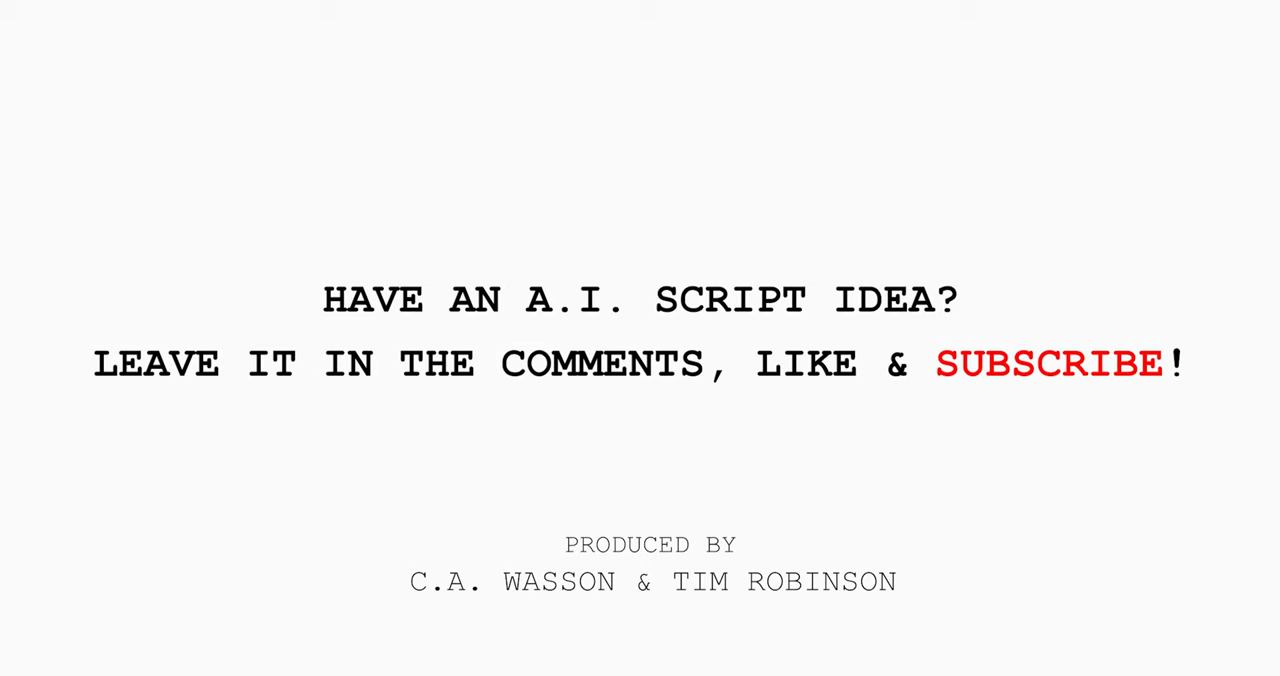 HAVE AN A.I. SCRIPT IDEA?
LEAVE IT IN THE COMMENTS, LIKE & SUBSCRIBE!
PRODUCED BY
C.A. WASSON & TIM ROBINSON